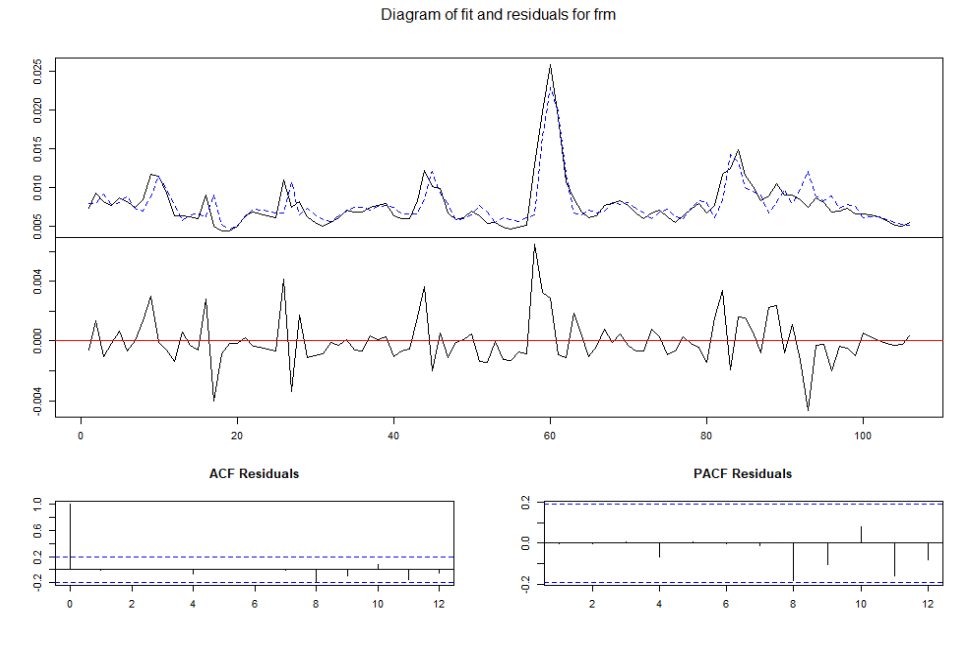 Diagram of fit and residuals for frm
0.025
0.020
0.015
0.010
0.005
0.004
0.000
-0.004
0 20 40 60 80 100
ACF Residuals
1.0
0.6
0.2
-0.2
0 2 4 6 8 10 12
PACF Residuals
0.2
0.0
-0.2
2 4 6 8 10 12